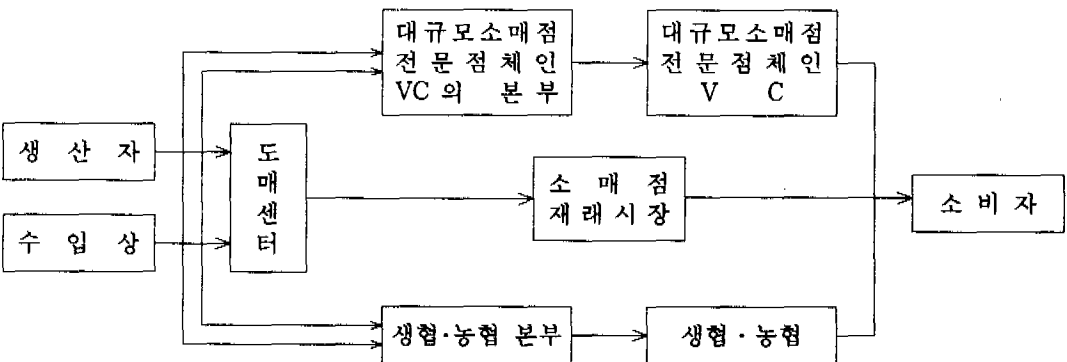 대규모소매점
전문점체인
VC의 본부
대규모소매점
전문점체인
V C
생 산 자
수 입 상
도
매
센
터
소 매 점
재래시장
소 비 자
생협·농협 본부
생협·농협